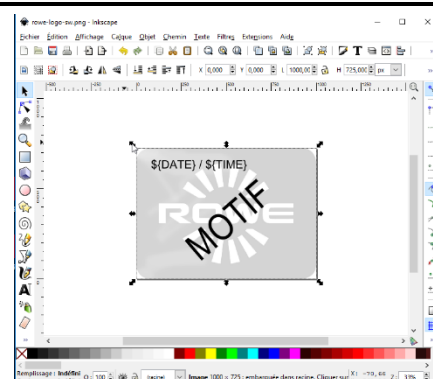 rowe-logo-sw.png - Inkscape
Fichier Édition Affichage Calque Objet Chemin Texte Filtres Extensions Aide
X 0,000 Y 0,000 L 1000,00 H 725,000 px
${DATE} / ${TIME}
ROWE
MOTIF
Remplissage : Indéfini O : 100 Image 1000 × 725 : embarquée dans racine. Cliquer sur X : Z : 53%